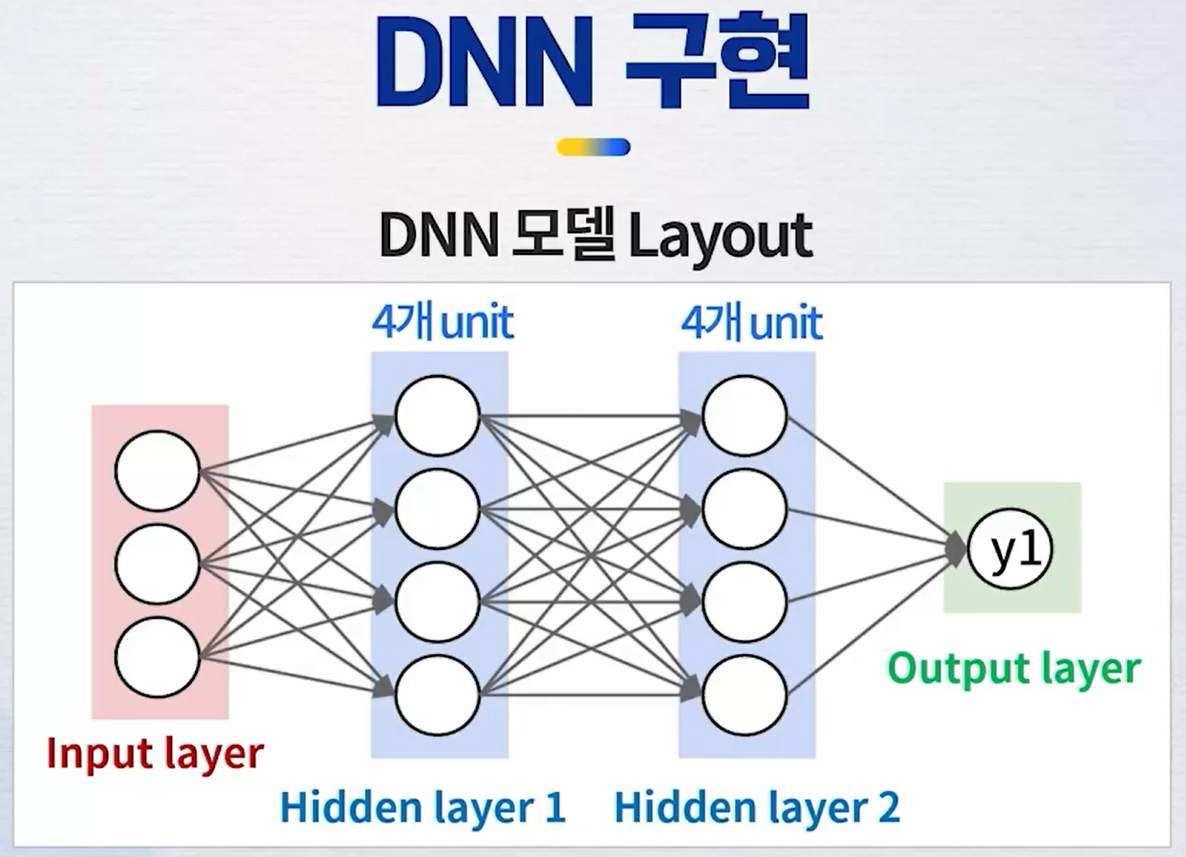 DNN 구현
DNN 모델 Layout
4개 unit
4개 unit
y1
Output layer
Input layer
Hidden layer 1
Hidden layer 2